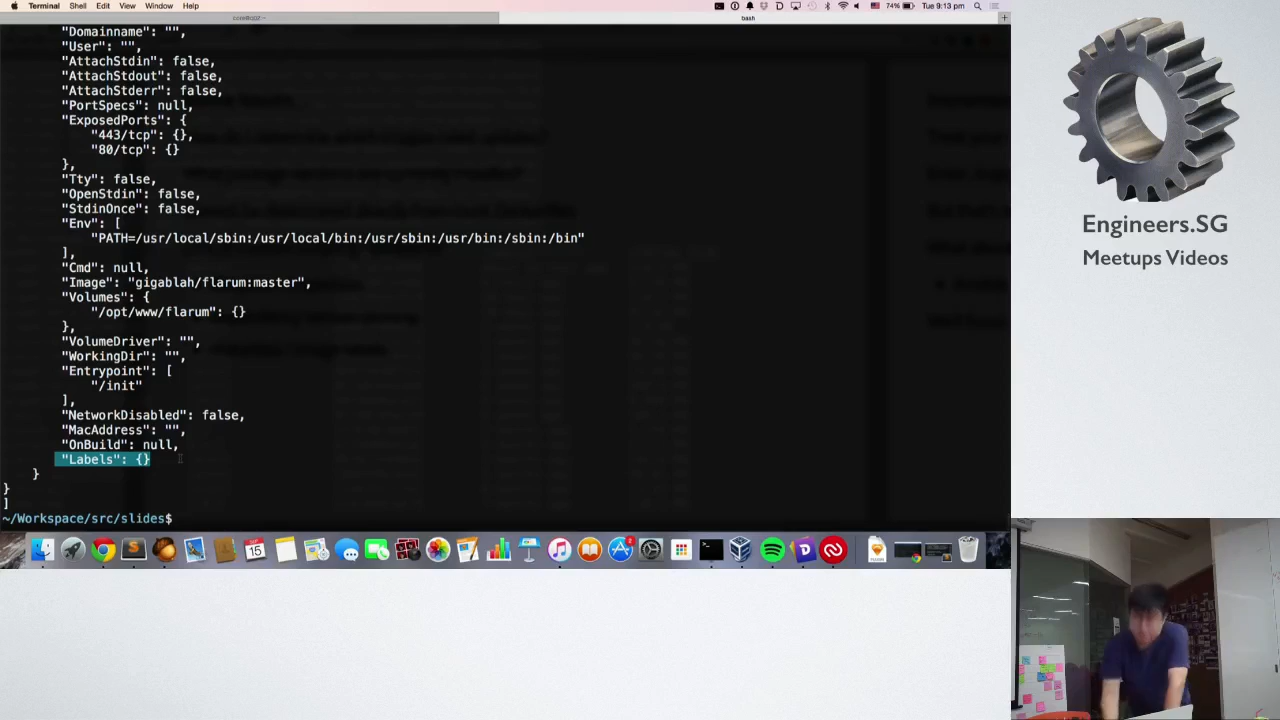 Terminal Shell Edit View Window Help
74% Tue 9:13 pm
bash
"Domainname": "",
"User": "",
"AttachStdin": false,
"AttachStdout": false,
"AttachStderr": false,
"PortSpecs": null,
"ExposedPorts": {
"443/tcp": {},
"80/tcp": {}
},
"Tty": false,
"OpenStdin": false,
"StdinOnce": false,
"Env": [
"PATH=/usr/local/sbin:/usr/local/bin:/usr/sbin:/usr/bin:/sbin:/bin"
],
"Cmd": null,
"Image": "gigablah/flarum:master",
"Volumes": {
"/opt/www/flarum": {}
},
"VolumeDriver": "",
"WorkingDir": "",
"Entrypoint": [
"/init"
],
"NetworkDisabled": false,
"MacAddress": "",
"OnBuild": null,
"Labels": {}
}
}
]
~/Workspace/src/slides$
15
Engineers.SG
Meetups Videos